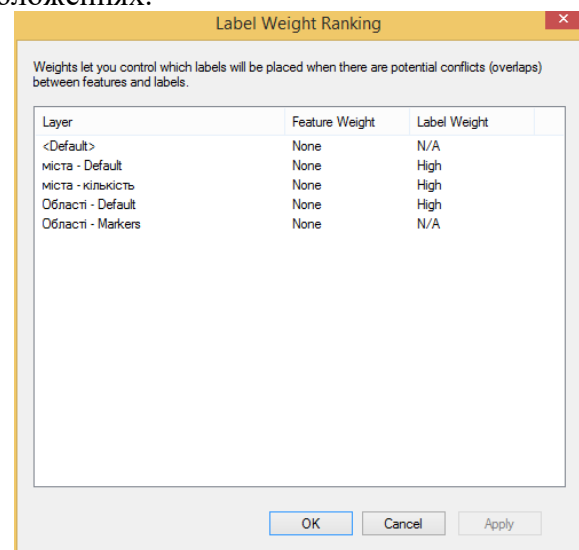 оложениях.
Label Weight Ranking
Weights let you control which labels will be placed when there are potential conflicts (overlaps)
between features and labels.
Layer Feature Weight Label Weight
<Default> None N/A
міста - Default None High
міста - кількість None High
Області - Default None High
Області - Markers None N/A
OK Cancel Apply